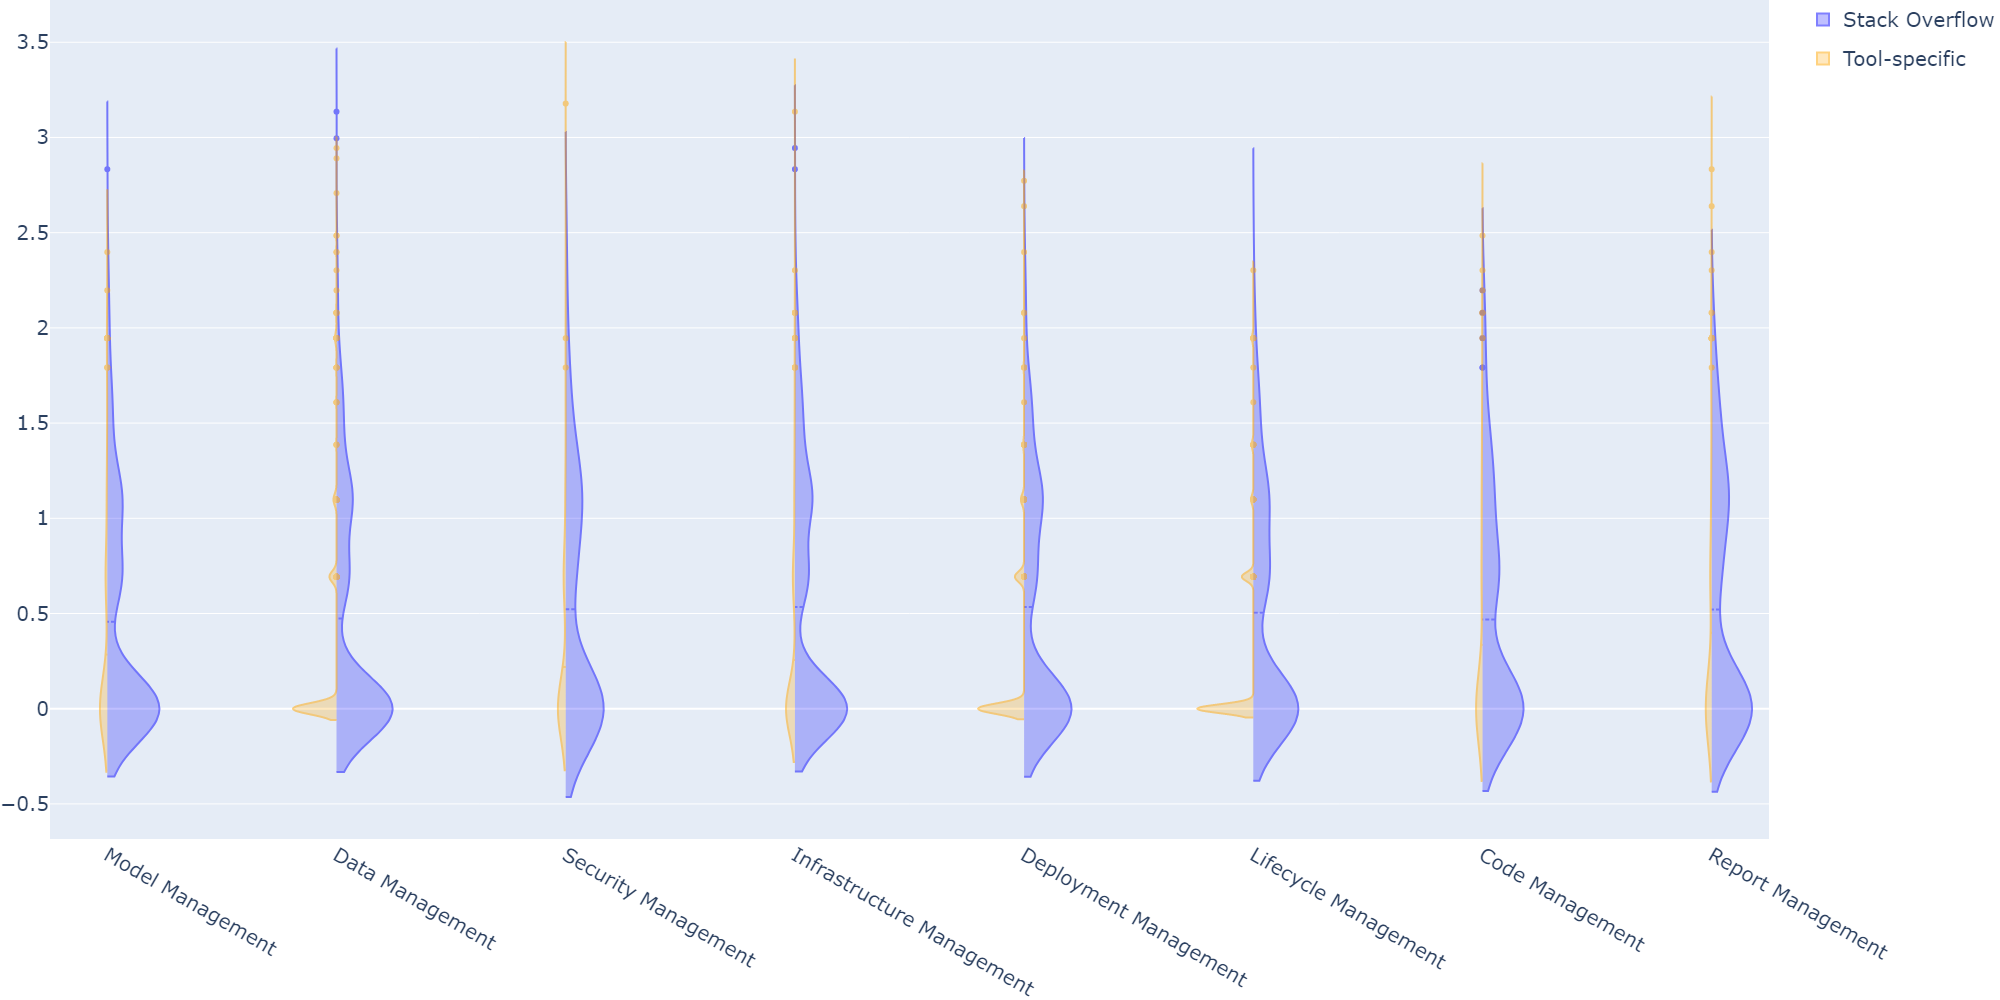 Stack Overflow
Tool-specific
3.5
3
2.5
2
1.5
1
0.5
0
−0.5
Model Management
Data Management
Security Management
Infrastructure Management
Deployment Management
Lifecycle Management
Code Management
Report Management